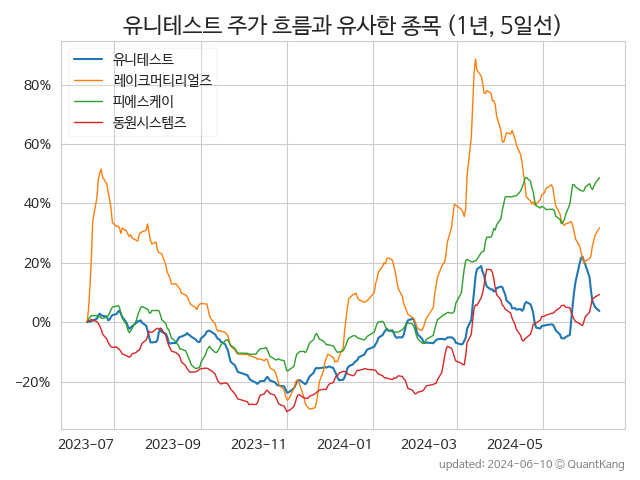 유니테스트 주가 흐름과 유사한 종목 (1년, 5일선)
유니테스트
레이크머티리얼즈
피에스케이
동원시스템즈
80%
60%
40%
20%
0%
−20%
2023-07
2023-09
2023-11
2024-01
2024-03
2024-05
updated: 2024-06-10 © QuantKang